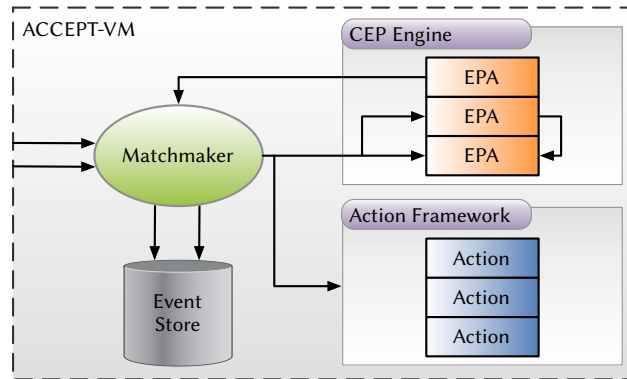 ACCEPT-VM
CEP Engine
EPA
EPA
EPA
Matchmaker
Action Framework
Action
Action
Action
Event
Store